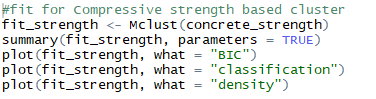 #fit for Compressive strength based cluster
fit_strength <- Mclust(concrete_strength)
summary(fit_strength, parameters = TRUE)
plot(fit_strength, what = "BIC")
plot(fit_strength, what = "classification")
plot(fit_strength, what = "density")